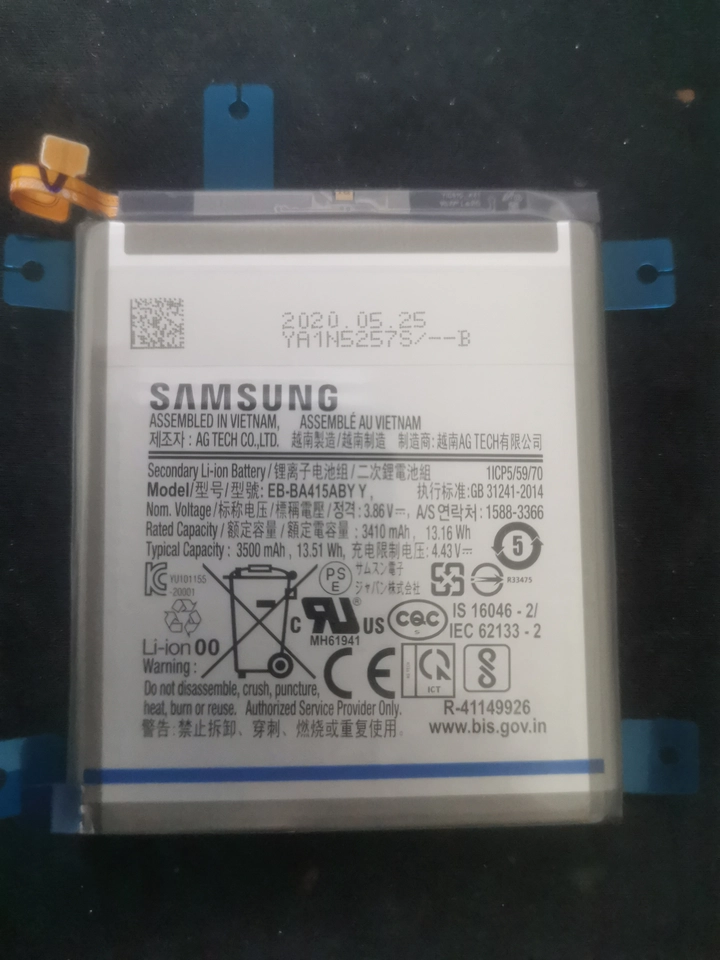 2020.05.25
YA1N5257S/--B
SAMSUNG
ASSEMBLED IN VIETNAM, ASSEMBLÉ AU VIETNAM
제조자 : AG TECH CO.,LTD. 越南製造/越南制造 制造商: 越南AG TECH有限公司
Secondary Li-ion Battery / 锂离子电池组 / 二次鋰電池組 1ICP5/59/70
Model/型号/型號: EB-BA415ABY Y, 执行标准:GB 31241-2014
Nom. Voltage/标称电压/標稱電壓/정격: 3.86V⎓, A/S 연락처: 1588-3366
Rated Capacity / 额定容量 / 額定電容量 : 3410 mAh, 13.16 Wh
Typical Capacity : 3500 mAh, 13.51 Wh, 充电限制电压: 4.43V⎓
5
YU101155
-20001
PS
E
サムスン電子
ジャパン株式会社
R33475
Li-ion 00
C RU US
®
MH61941
CQC
S
IS 16046 - 2/
IEC 62133 - 2
CE
ICT
Warning :
Do not disassemble, crush, puncture,
heat, burn or reuse. Authorized Service Provider Only.
R-41149926
警告: 禁止拆卸、穿刺、燃烧或重复使用。
www.bis.gov.in